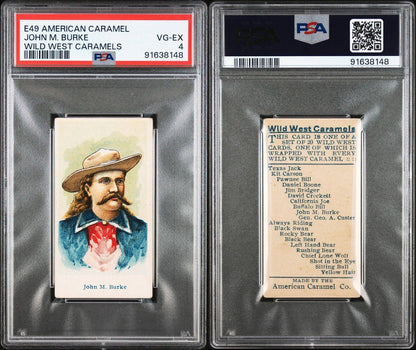 E49 AMERICAN CARAMEL
JOHN M. BURKE VG-EX
WILD WEST CARAMELS 4
PSA 91638148
John M. Burke
PSA
91638148
Wild West Caramels
THIS CARD IS ONE OF A
SET OF 20 WILD WEST
CARDS, ONE OF WHICH IS
WRAPPED WITH EVERY
WILD WEST CARAMEL
Texas Jack
Kit Carson
Pawnee Bill
Daniel Boone
Jim Bridger
David Crockett
California Joe
Buffalo Bill
John M. Burke
Gen. Geo. A. Custer
Always Riding
Black Swan
Rocky Bear
Black Bear
Left Hand Bear
Rushing Bear
Chief Lone Wolf
Shot in the Eye
Sitting Bull
Yellow Hair
MADE BY THE
American Caramel Co.